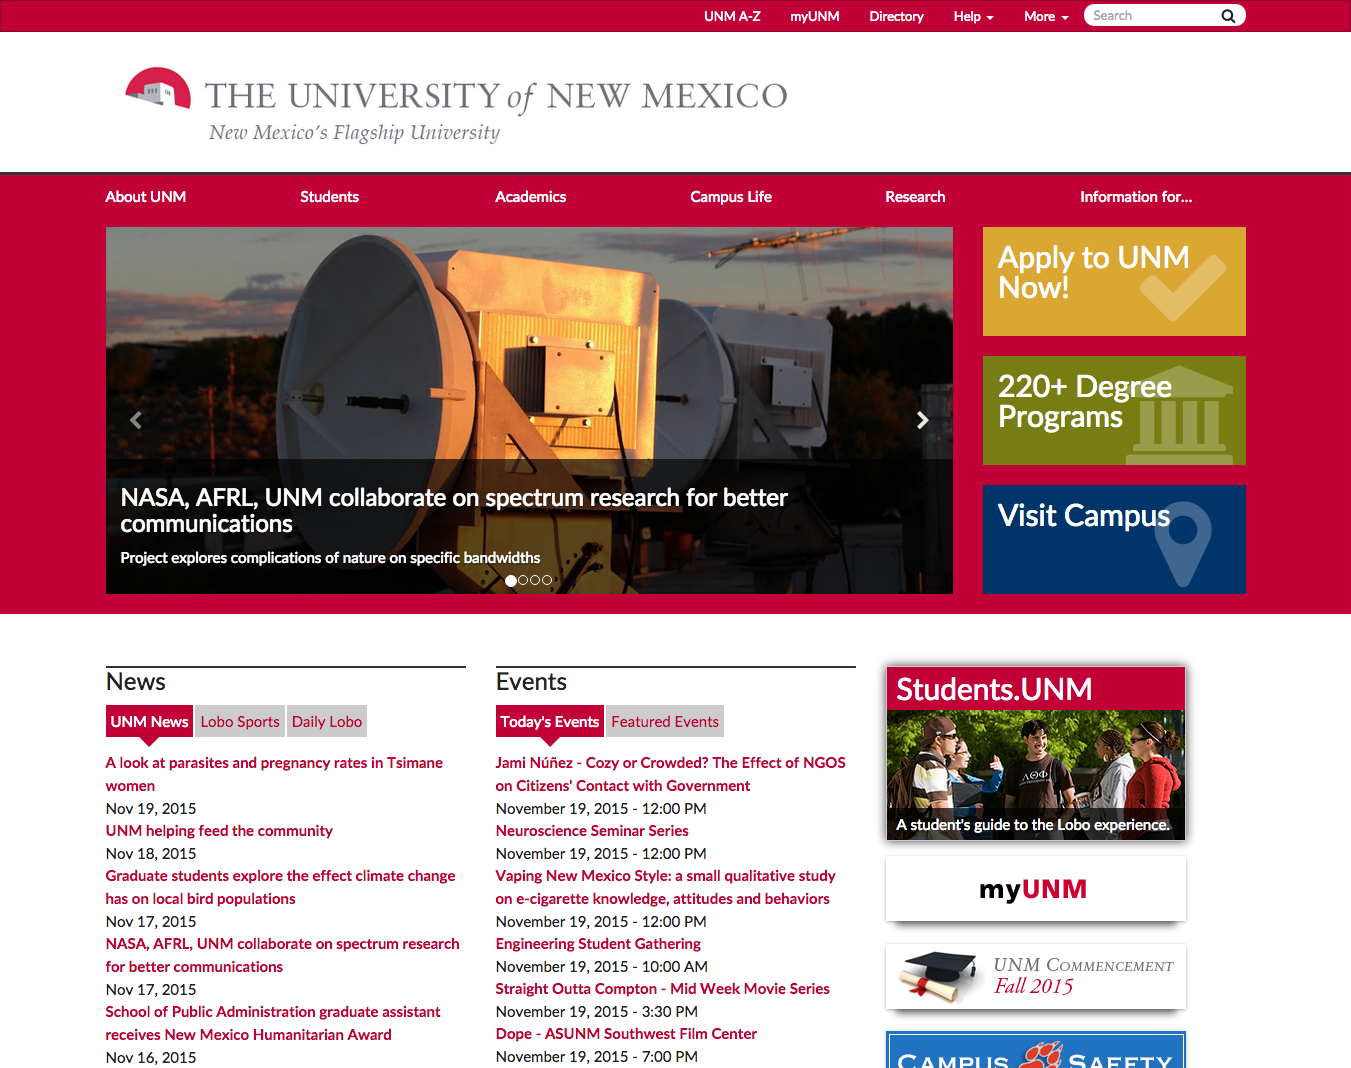 UNM A-Z myUNM Directory Help More Search
THE UNIVERSITY of NEW MEXICO
New Mexico's Flagship University
About UNM Students Academics Campus Life Research Information for...
NASA, AFRL, UNM collaborate on spectrum research for better
communications
Project explores complications of nature on specific bandwidths
Apply to UNM
Now!
220+ Degree
Programs
Visit Campus
News
UNM News Lobo Sports Daily Lobo
A look at parasites and pregnancy rates in Tsimane
women
Nov 19, 2015
UNM helping feed the community
Nov 18, 2015
Graduate students explore the effect climate change
has on local bird populations
Nov 17, 2015
NASA, AFRL, UNM collaborate on spectrum research
for better communications
Nov 17, 2015
School of Public Administration graduate assistant
receives New Mexico Humanitarian Award
Nov 16, 2015
Events
Today's Events Featured Events
Jami Núñez - Cozy or Crowded? The Effect of NGOS
on Citizens' Contact with Government
November 19, 2015 - 12:00 PM
Neuroscience Seminar Series
November 19, 2015 - 12:00 PM
Vaping New Mexico Style: a small qualitative study
on e-cigarette knowledge, attitudes and behaviors
November 19, 2015 - 12:00 PM
Engineering Student Gathering
November 19, 2015 - 10:00 AM
Straight Outta Compton - Mid Week Movie Series
November 19, 2015 - 3:30 PM
Dope - ASUNM Southwest Film Center
November 19, 2015 - 7:00 PM
Students.UNM
ΛΘΦ
A student's guide to the Lobo experience.
myUNM
UNM COMMENCEMENT
Fall 2015
CAMPUS SAFETY